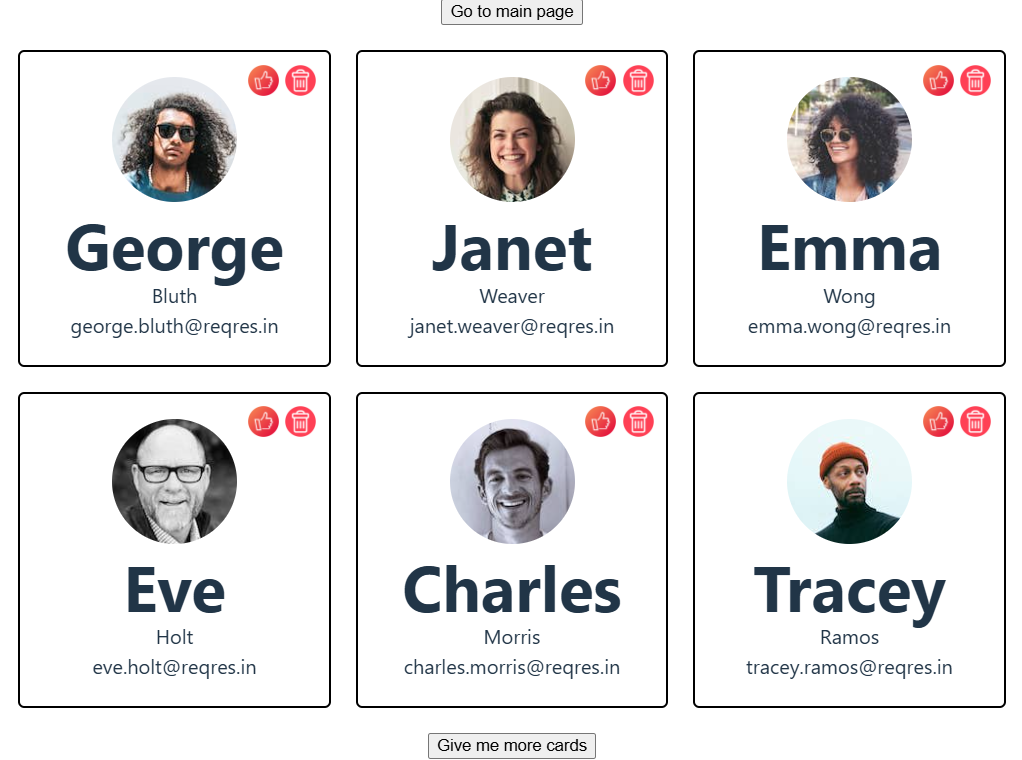 Go to main page
George
Bluth
george.bluth@reqres.in
Janet
Weaver
janet.weaver@reqres.in
Emma
Wong
emma.wong@reqres.in
Eve
Holt
eve.holt@reqres.in
Charles
Morris
charles.morris@reqres.in
Tracey
Ramos
tracey.ramos@reqres.in
Give me more cards